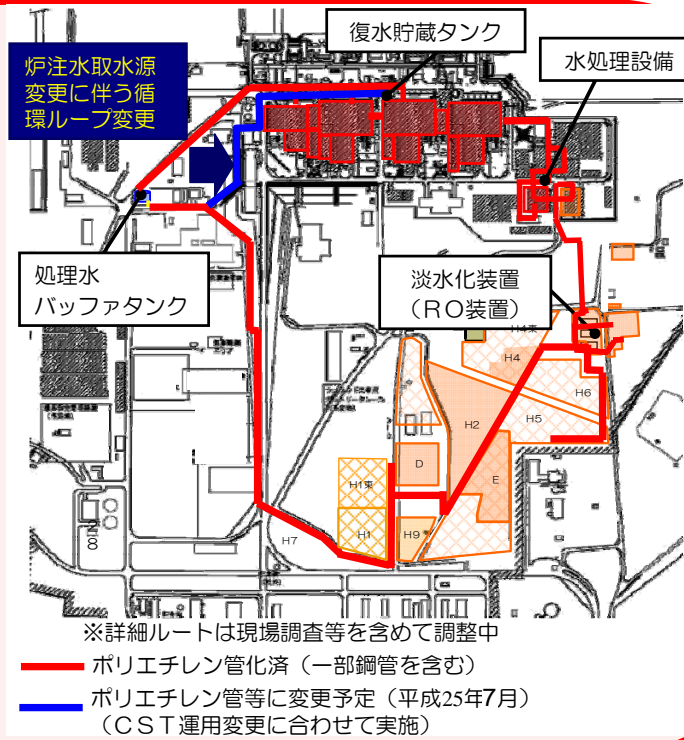 復水貯蔵タンク
炉注水取水源
変更に伴う循
環ループ変更
水処理設備
処理水
バッファタンク
淡水化装置
（ＲＯ装置）
H4東
H4
H6
H5
H2
D
E
H1東
H1
H9
H7
※詳細ルートは現場調査等を含めて調整中
ポリエチレン管化済（一部鋼管を含む）
ポリエチレン管等に変更予定（平成25年7月）
（ＣＳＴ運用変更に合わせて実施）